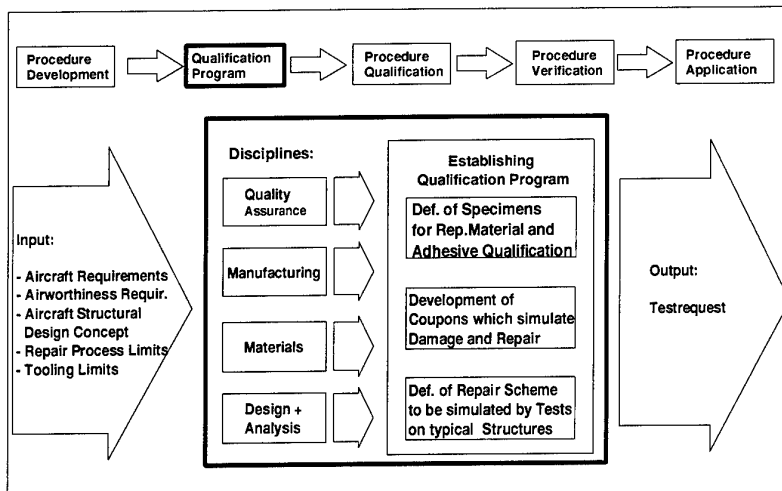 Procedure
Development
Qualification
Program
Procedure
Qualification
Procedure
Verification
Procedure
Application
Input:
- Aircraft Requirements
- Airworthiness Requir.
- Aircraft Structural
Design Concept
- Repair Process Limits
- Tooling Limits
Disciplines:
Quality
Assurance
Manufacturing
Materials
Design +
Analysis
Establishing
Qualification Program
Def. of Specimens
for Rep.Material and
Adhesive Qualification
Development of
Coupons which simulate
Damage and Repair
Def. of Repair Scheme
to be simulated by Tests
on typical Structures
Output:
Testrequest